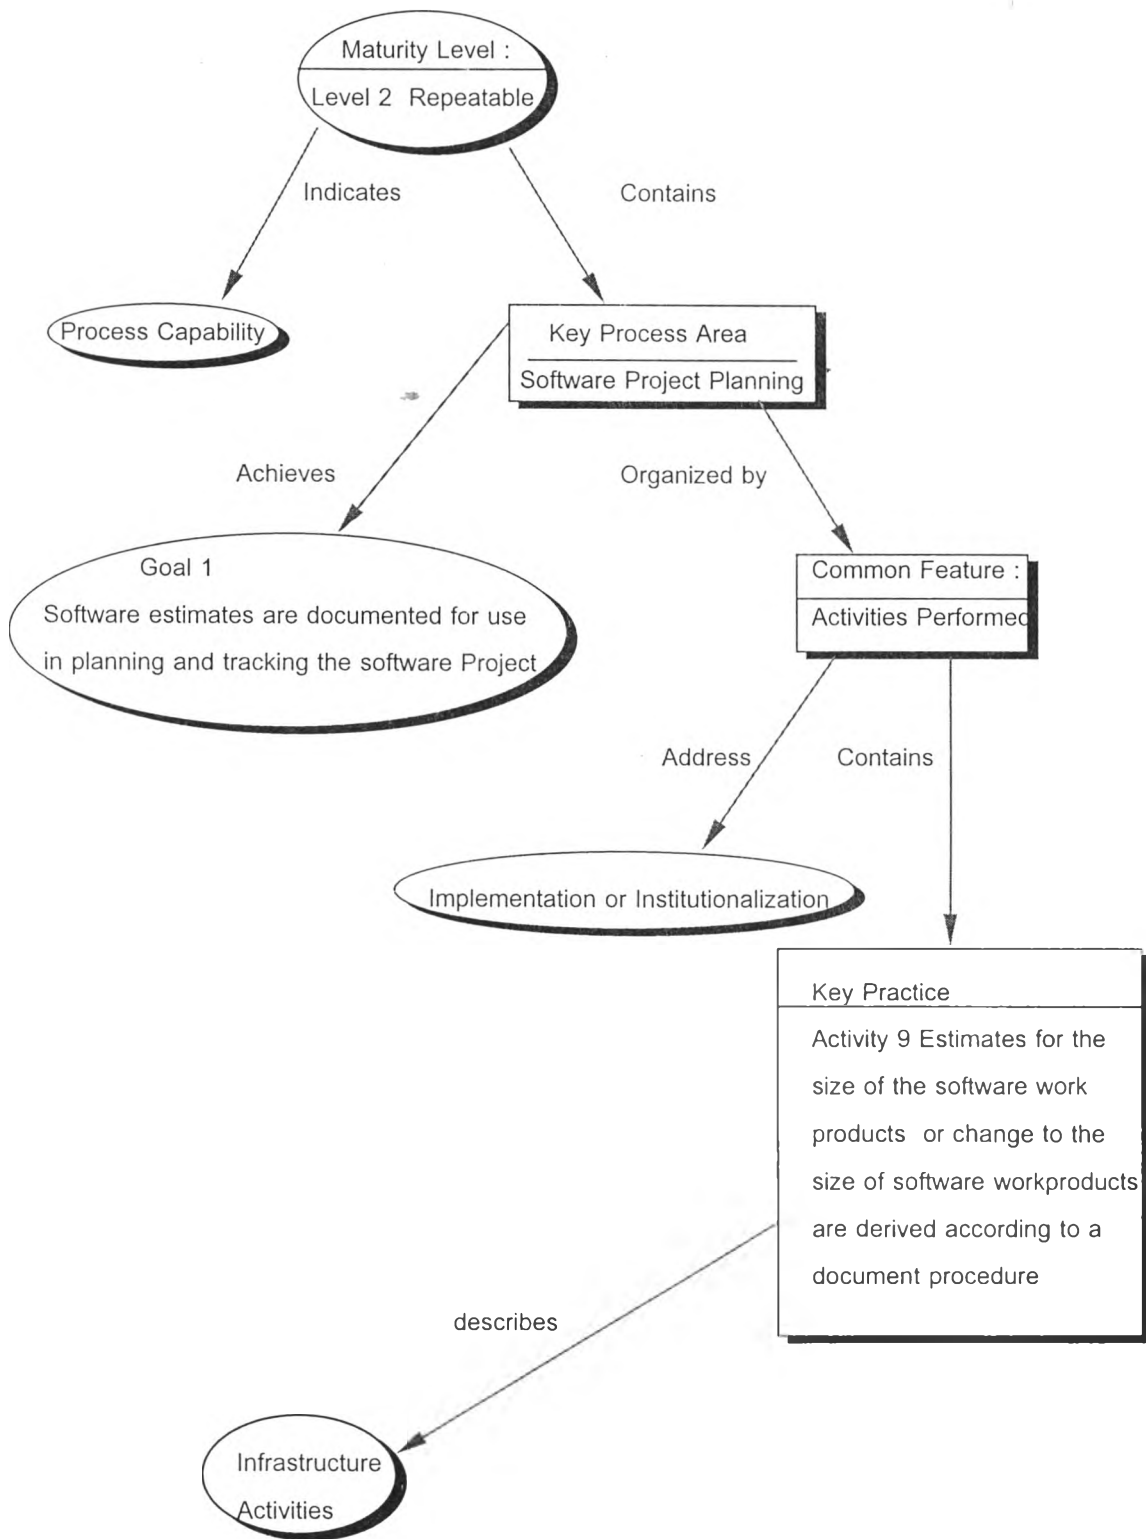 Maturity Level :
Level 2 Repeatable
Indicates
Contains
Process Capability
Key Process Area
Software Project Planning
Achieves
Organized by
Goal 1
Software estimates are documented for use
in planning and tracking the software Project
Common Feature :
Activities Performed
Address
Contains
Implementation or Institutionalization
Key Practice
Activity 9 Estimates for the
size of the software work
products or change to the
size of software workproducts
are derived according to a
document procedure
describes
Infrastructure
Activities